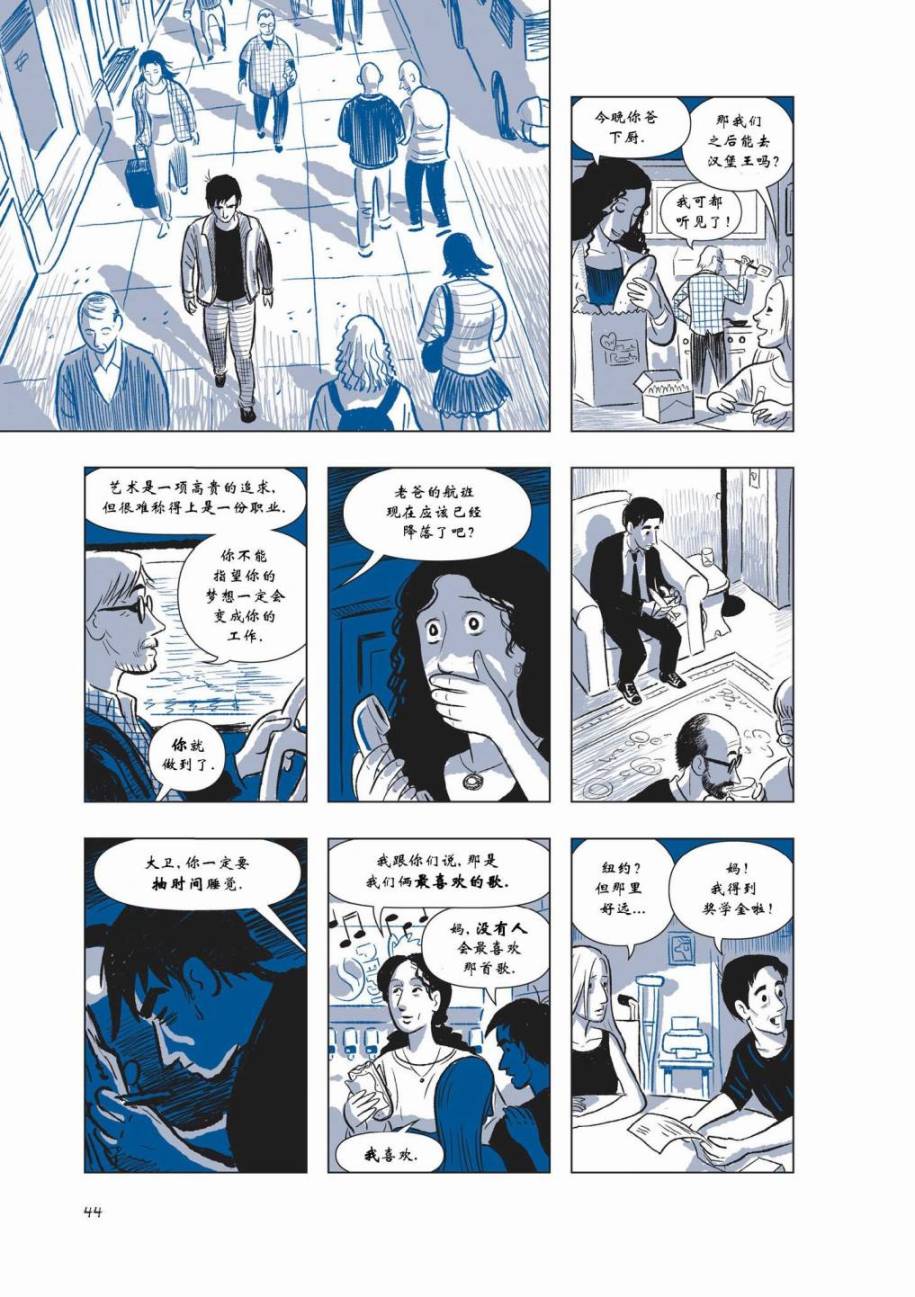 今晚你爸
下厨.
那我们
之后能去
汉堡王吗?
我可都
听见了!
艺术是一项高贵的追求,
但很难称得上是一份职业.
你不能
指望你的
梦想一定会
变成你的
工作.
你就
做到了.
老爸的航班
现在应该已经
降落了吧?
大卫, 你一定要
抽时间睡觉.
我跟你们说, 那是
我们俩最喜欢的歌.
妈, 没有人
会最喜欢
那首歌.
我喜欢.
纽约?
但那里
好远...
妈!
我得到
奖学金啦!
44